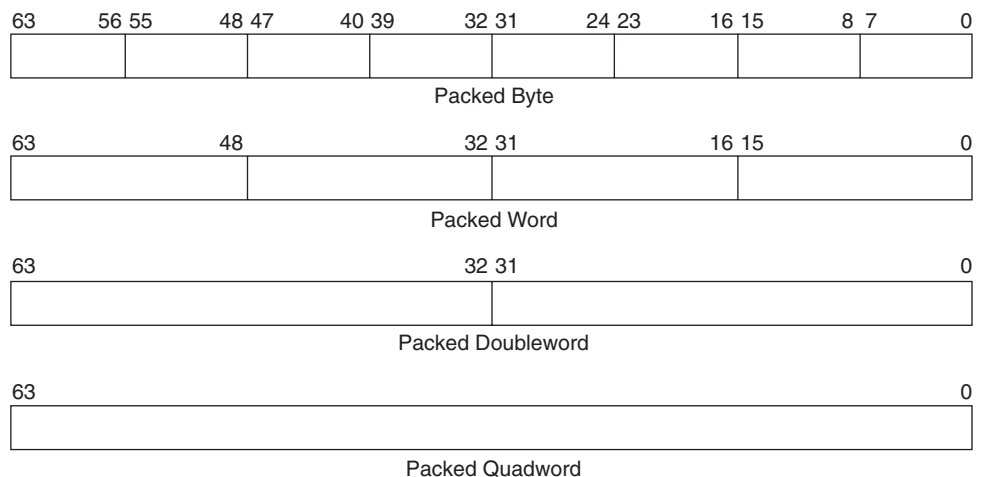 63 56 55 48 47 40 39 32 31 24 23 16 15 8 7 0
Packed Byte
63 48 32 31 16 15 0
Packed Word
63 32 31 0
Packed Doubleword
63 0
Packed Quadword